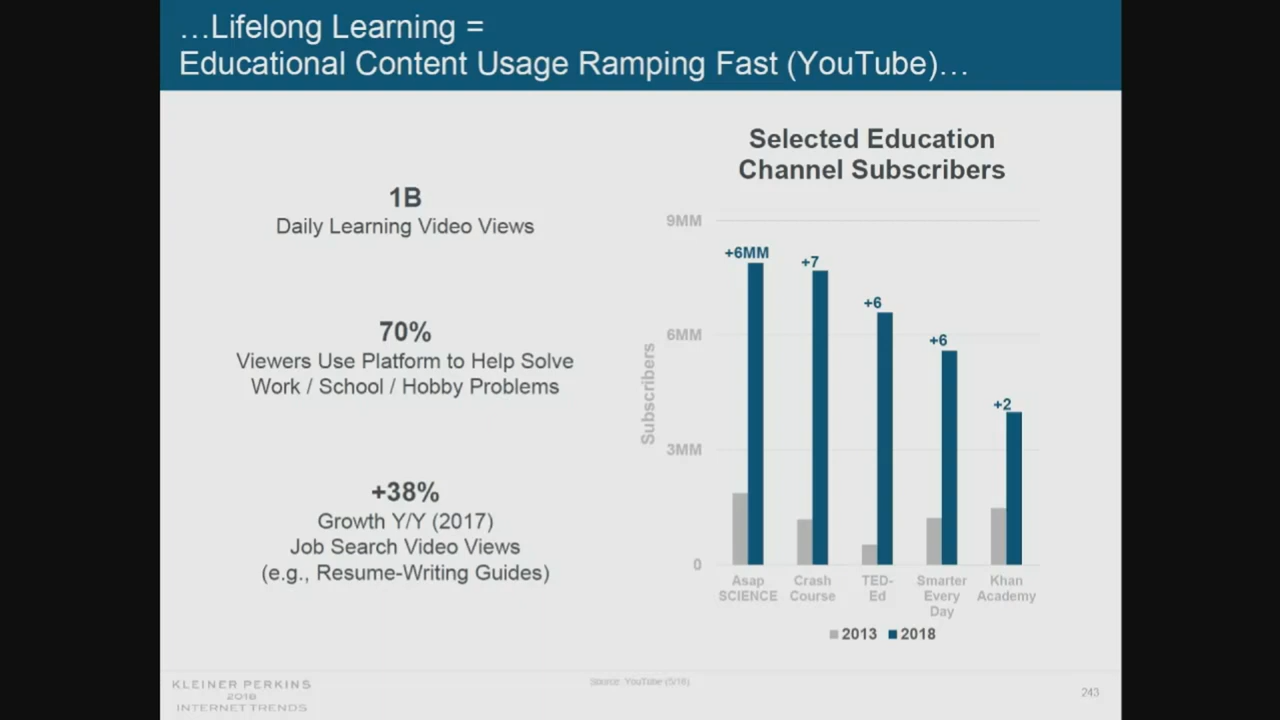 …Lifelong Learning =
Educational Content Usage Ramping Fast (YouTube)…
1B
Daily Learning Video Views
70%
Viewers Use Platform to Help Solve
Work / School / Hobby Problems
+38%
Growth Y/Y (2017)
Job Search Video Views
(e.g., Resume-Writing Guides)
Selected Education
Channel Subscribers
Subscribers
9MM
6MM
3MM
0
+6MM
+7
+6
+6
+2
Asap
SCIENCE
Crash
Course
TED-
Ed
Smarter
Every
Day
Khan
Academy
2013 2018
KLEINER PERKINS
2018
INTERNET TRENDS
Source: YouTube (5/18)
243